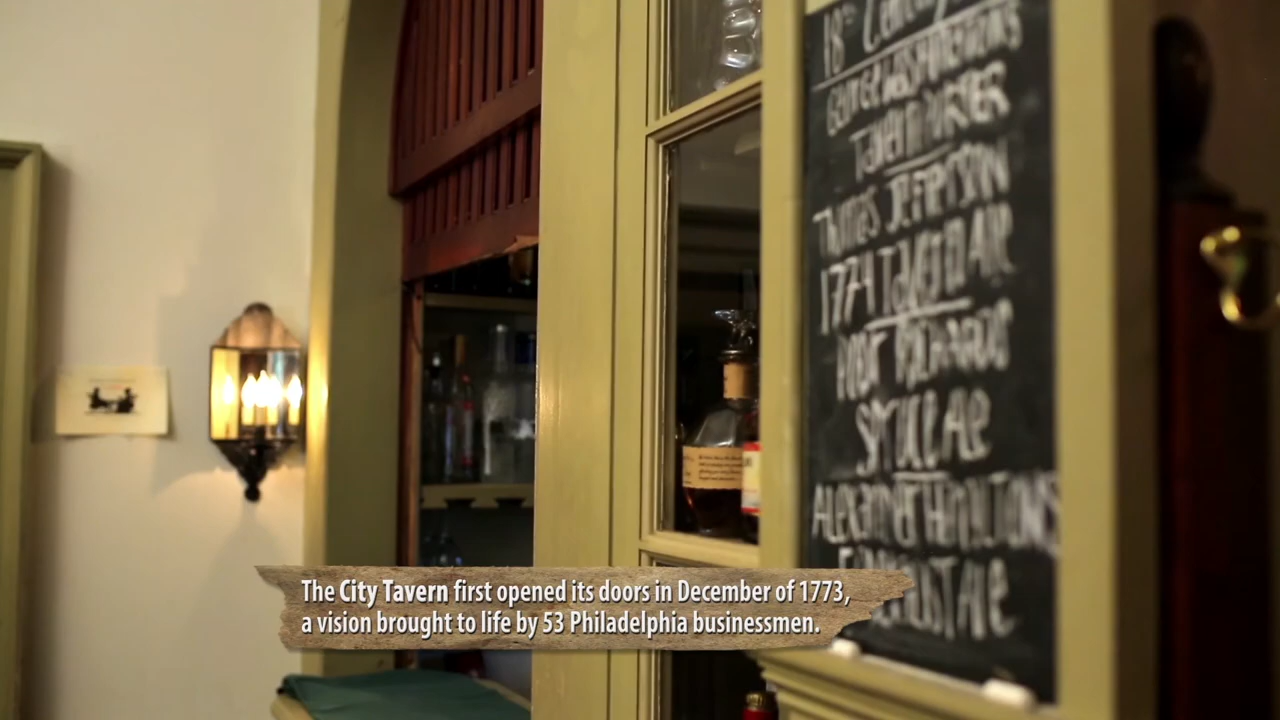 18th Century
George Washington's
Tavern Porter
Thomas Jefferson
1774 Tavern Ale
Poor Richard's
Spruce Ale
Alexander Hamilton's
The City Tavern first opened its doors in December of 1773,
a vision brought to life by 53 Philadelphia businessmen.